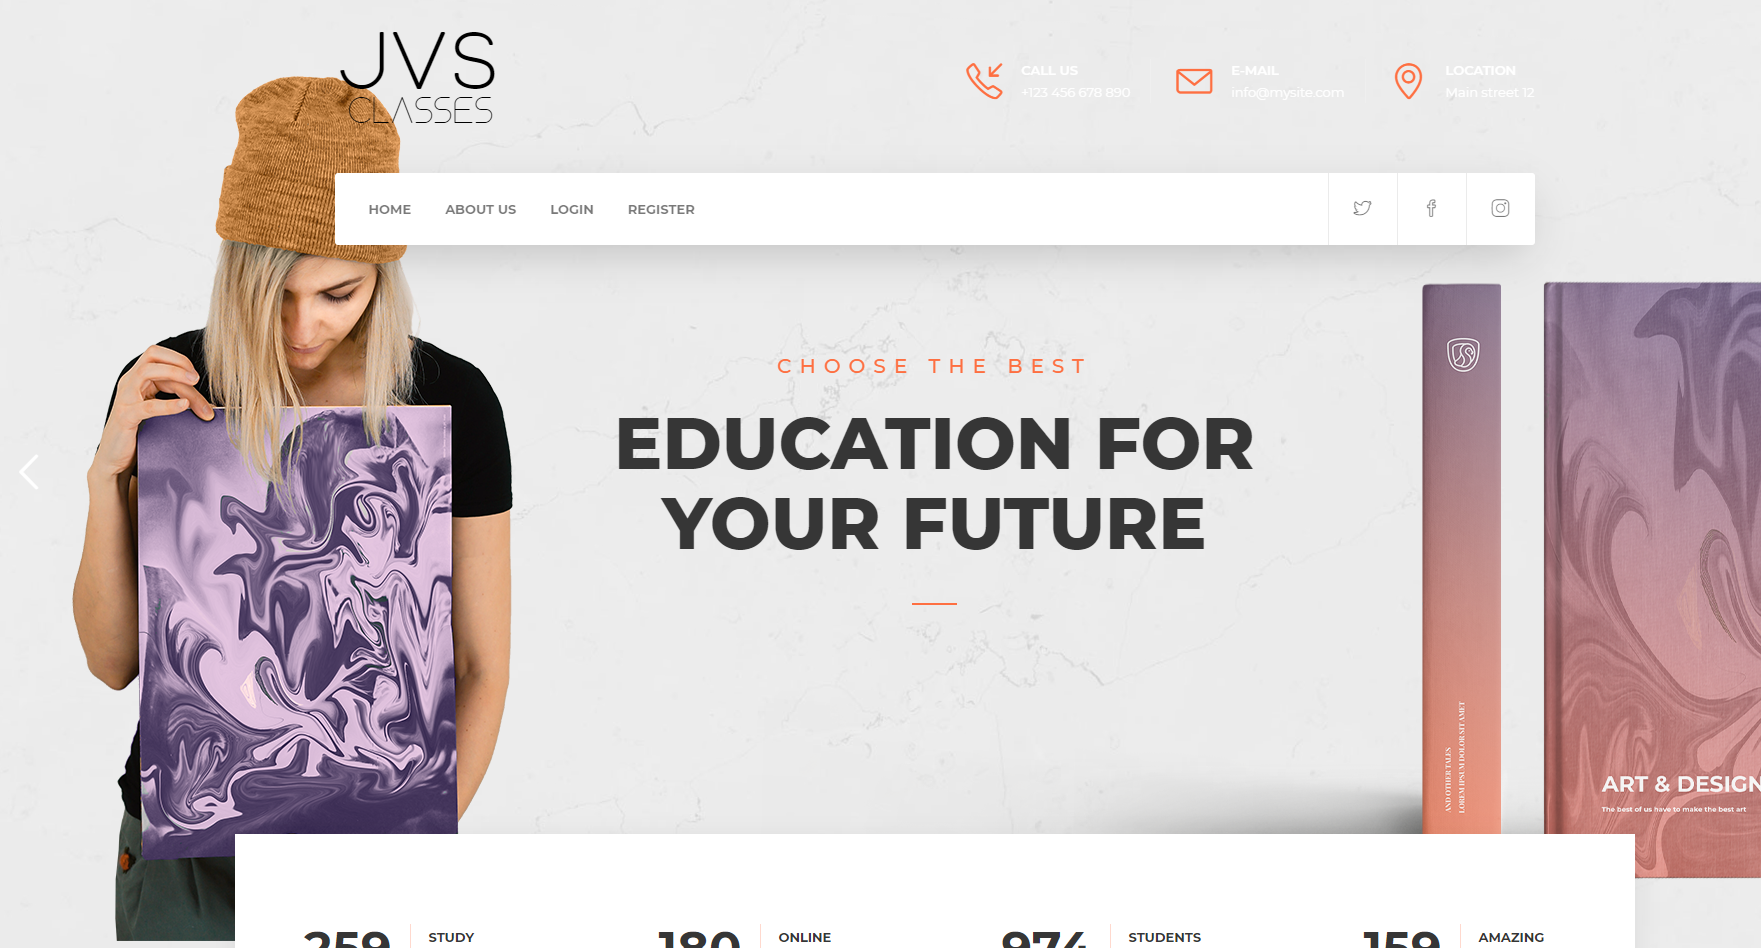 JVS
CLASSES
CALL US
+123 456 678 890
E-MAIL
info@mysite.com
LOCATION
Main street 12
HOME
ABOUT US
LOGIN
REGISTER
CHOOSE THE BEST
EDUCATION FOR
YOUR FUTURE
AND OTHER TALES
LOREM IPSUM DOLOR SIT AMET
ART & DESIGN
The best of us have to make the best art
259
STUDY
180
ONLINE
974
STUDENTS
159
AMAZING